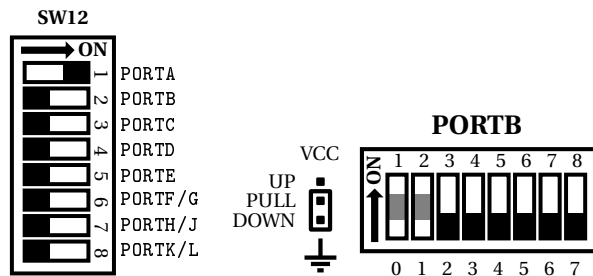 SW12
ON
1 PORTA
2 PORTB
3 PORTC
4 PORTD
5 PORTE
6 PORTF/G
7 PORTH/J
8 PORTK/L
VCC
UP
PULL
DOWN
PORTB
ON
1 2 3 4 5 6 7 8
0 1 2 3 4 5 6 7